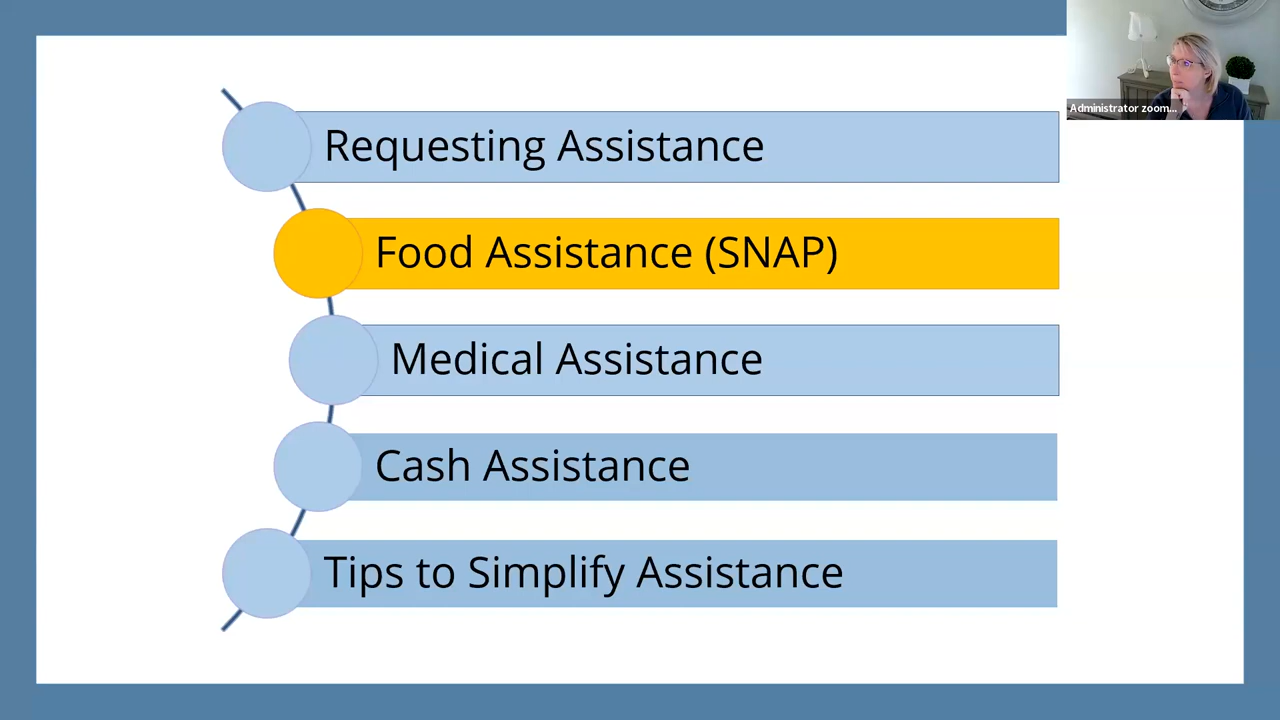 Administrator zoom...
Requesting Assistance
Food Assistance (SNAP)
Medical Assistance
Cash Assistance
Tips to Simplify Assistance